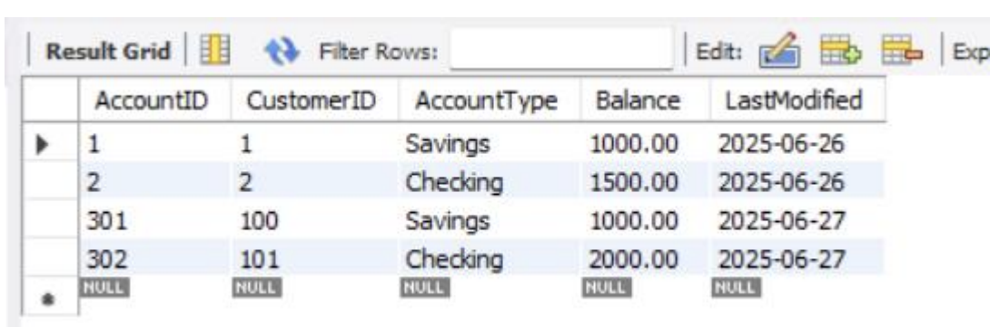 Result Grid Filter Rows: Edit: Exp
AccountID CustomerID AccountType Balance LastModified
1 1 Savings 1000.00 2025-06-26
2 2 Checking 1500.00 2025-06-26
301 100 Savings 1000.00 2025-06-27
302 101 Checking 2000.00 2025-06-27
NULL NULL NULL NULL NULL